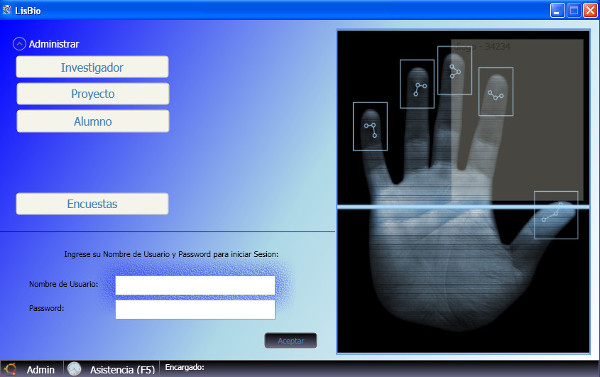 LisBio
Administrar
Investigador
Proyecto
Alumno
Encuestas
- 34234
Ingrese su Nombre de Usuario y Password para iniciar Sesion:
Nombre de Usuario:
Password:
Aceptar
Admin
Asistencia (F5)
Encargado: